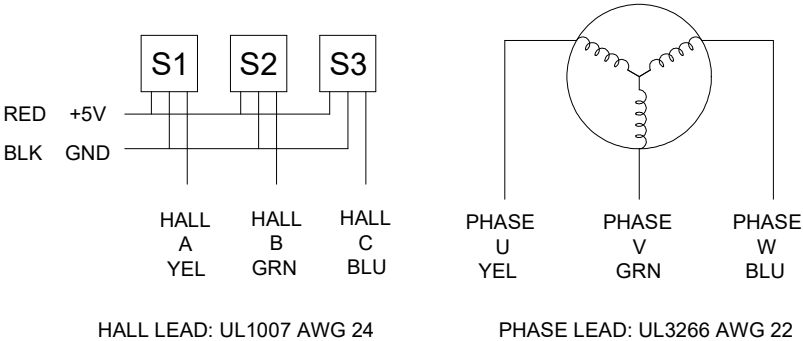 S1 S2 S3
RED +5V
BLK GND
HALL A YEL
HALL B GRN
HALL C BLU
PHASE U YEL
PHASE V GRN
PHASE W BLU
HALL LEAD: UL1007 AWG 24
PHASE LEAD: UL3266 AWG 22